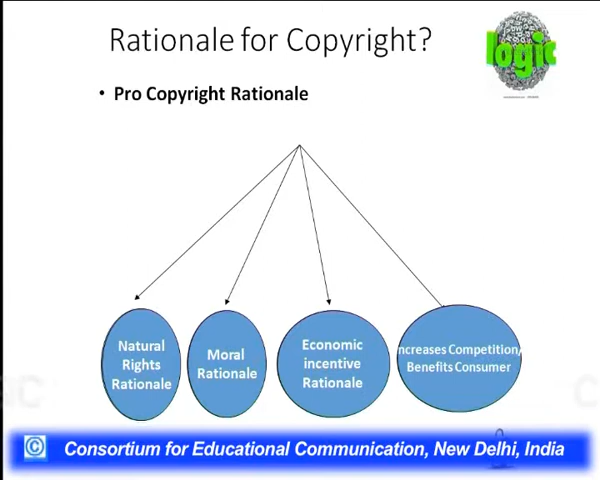 Rationale for Copyright?
logic
• Pro Copyright Rationale
Natural
Rights
Rationale
Moral
Rationale
Economic
incentive
Rationale
ncreases Competition/
Benefits Consumer
© Consortium for Educational Communication, New Delhi, India